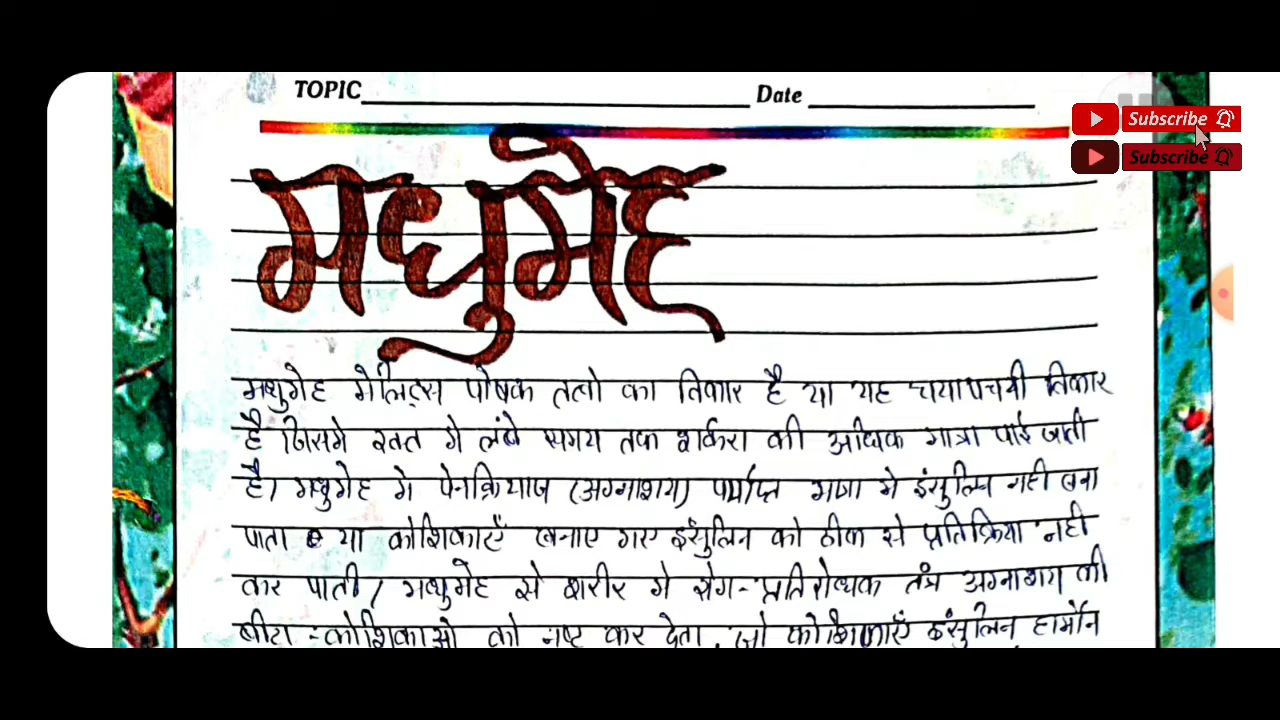 TOPIC Date
Subscribe
Subscribe
मधुमेह
मधुमेह मेलिट्स पोषक तत्वो का विकार है या यह चयापचयी विकार
है जिसमे रक्त मे लंबे समय तक शर्करा की अधिक मात्रा पाई जाती
है। मधुमेह मे पेनक्रियाज (अग्नाशय) पर्याप्त मात्रा मे इंसुलिन नही बना
पाता या कोशिकाएँ बनाए गए इंसुलिन को ठीक से प्रतिक्रिया नही
कर पाती। मधुमेह से शरीर मे रोग-प्रतिरोधक तंत्र अग्नाशय की
बीटा-कोशिकाओ को नष्ट कर देता, जो कोशिकाएँ इंसुलिन हार्मोन